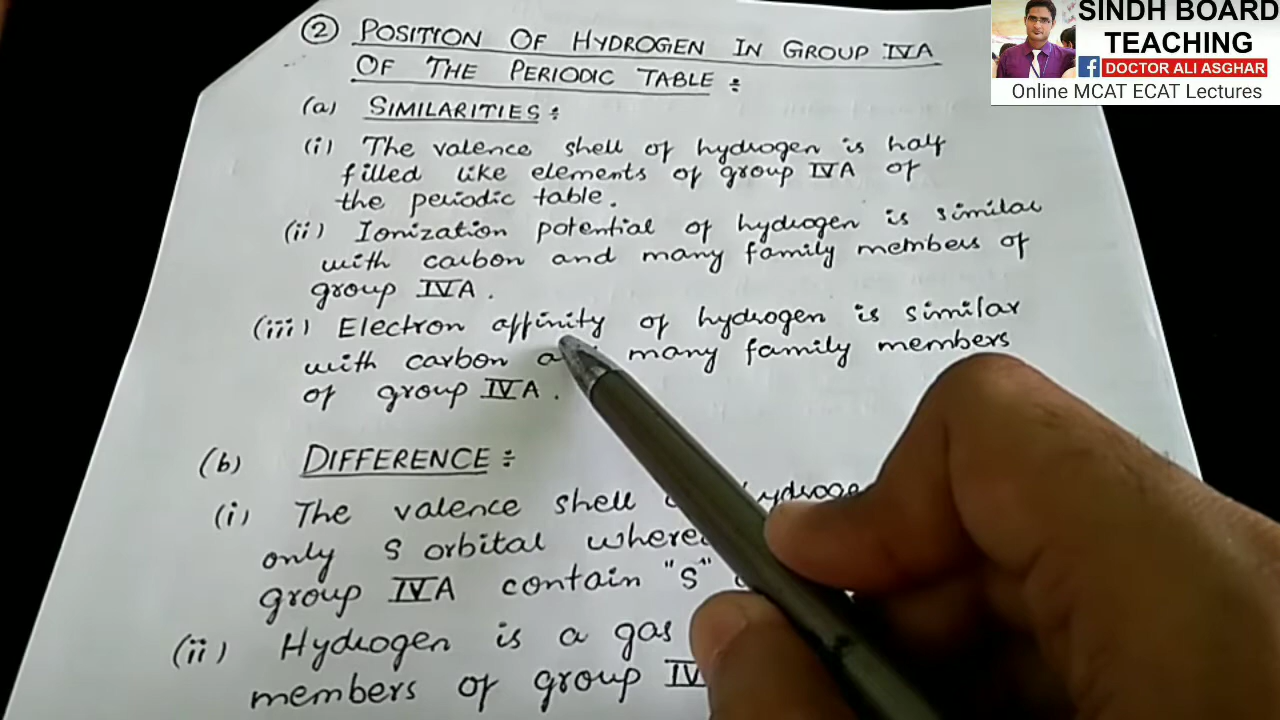 ② POSITION OF HYDROGEN IN GROUP IVA
OF THE PERIODIC TABLE :
(a) SIMILARITIES :
(i) The valence shell of hydrogen is half
filled like elements of group IVA of
the periodic table.
(ii) Ionization potential of hydrogen is similar
with carbon and many family members of
group IVA.
(iii) Electron affinity of hydrogen is similar
with carbon many family members
of group IVA.
(b) DIFFERENCE :
(i) The valence shell
only S orbital
group IVA contain "S"
(ii) Hydrogen is a gas
members of group
SINDH BOARD
TEACHING
f DOCTOR ALI ASGHAR
Online MCAT ECAT Lectures